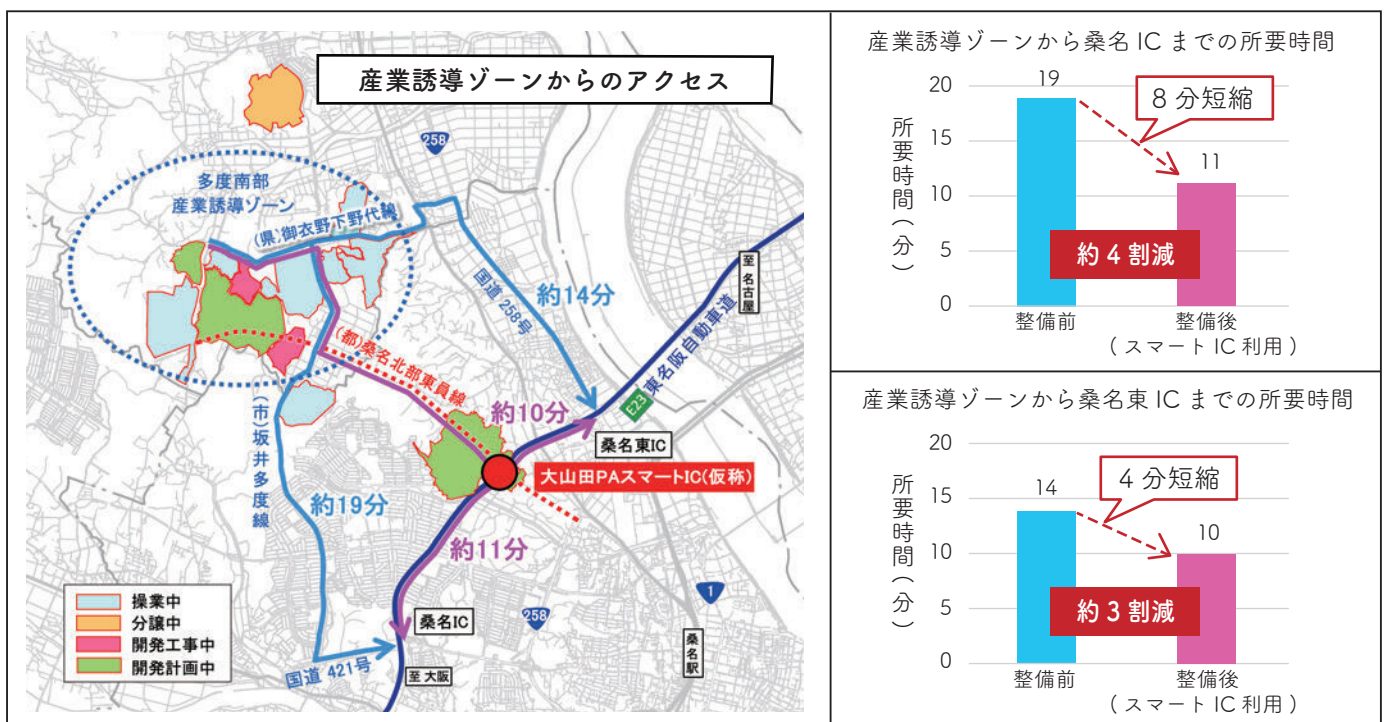 産業誘導ゾーンからのアクセス
258
多度南部
産業誘導ゾーン
(県)御衣野下野代線
国道258号
約14分
至 名古屋
東名阪自動車道
E23
(都)桑名北部東員線
約10分
桑名東IC
大山田PAスマートIC(仮称)
(市)坂井多度線
約19分
約11分
1
258
桑名IC
桑名駅
国道 421号
至 大阪
操業中
分譲中
開発工事中
開発計画中
産業誘導ゾーンから桑名 IC までの所要時間
所要時間(分)
20
15
10
5
0
19
8 分短縮
11
約 4 割減
整備前
整備後
( スマート IC 利用 )
産業誘導ゾーンから桑名東 IC までの所要時間
所要時間(分)
20
15
10
5
0
14
4 分短縮
10
約 3 割減
整備前
整備後
( スマート IC 利用 )